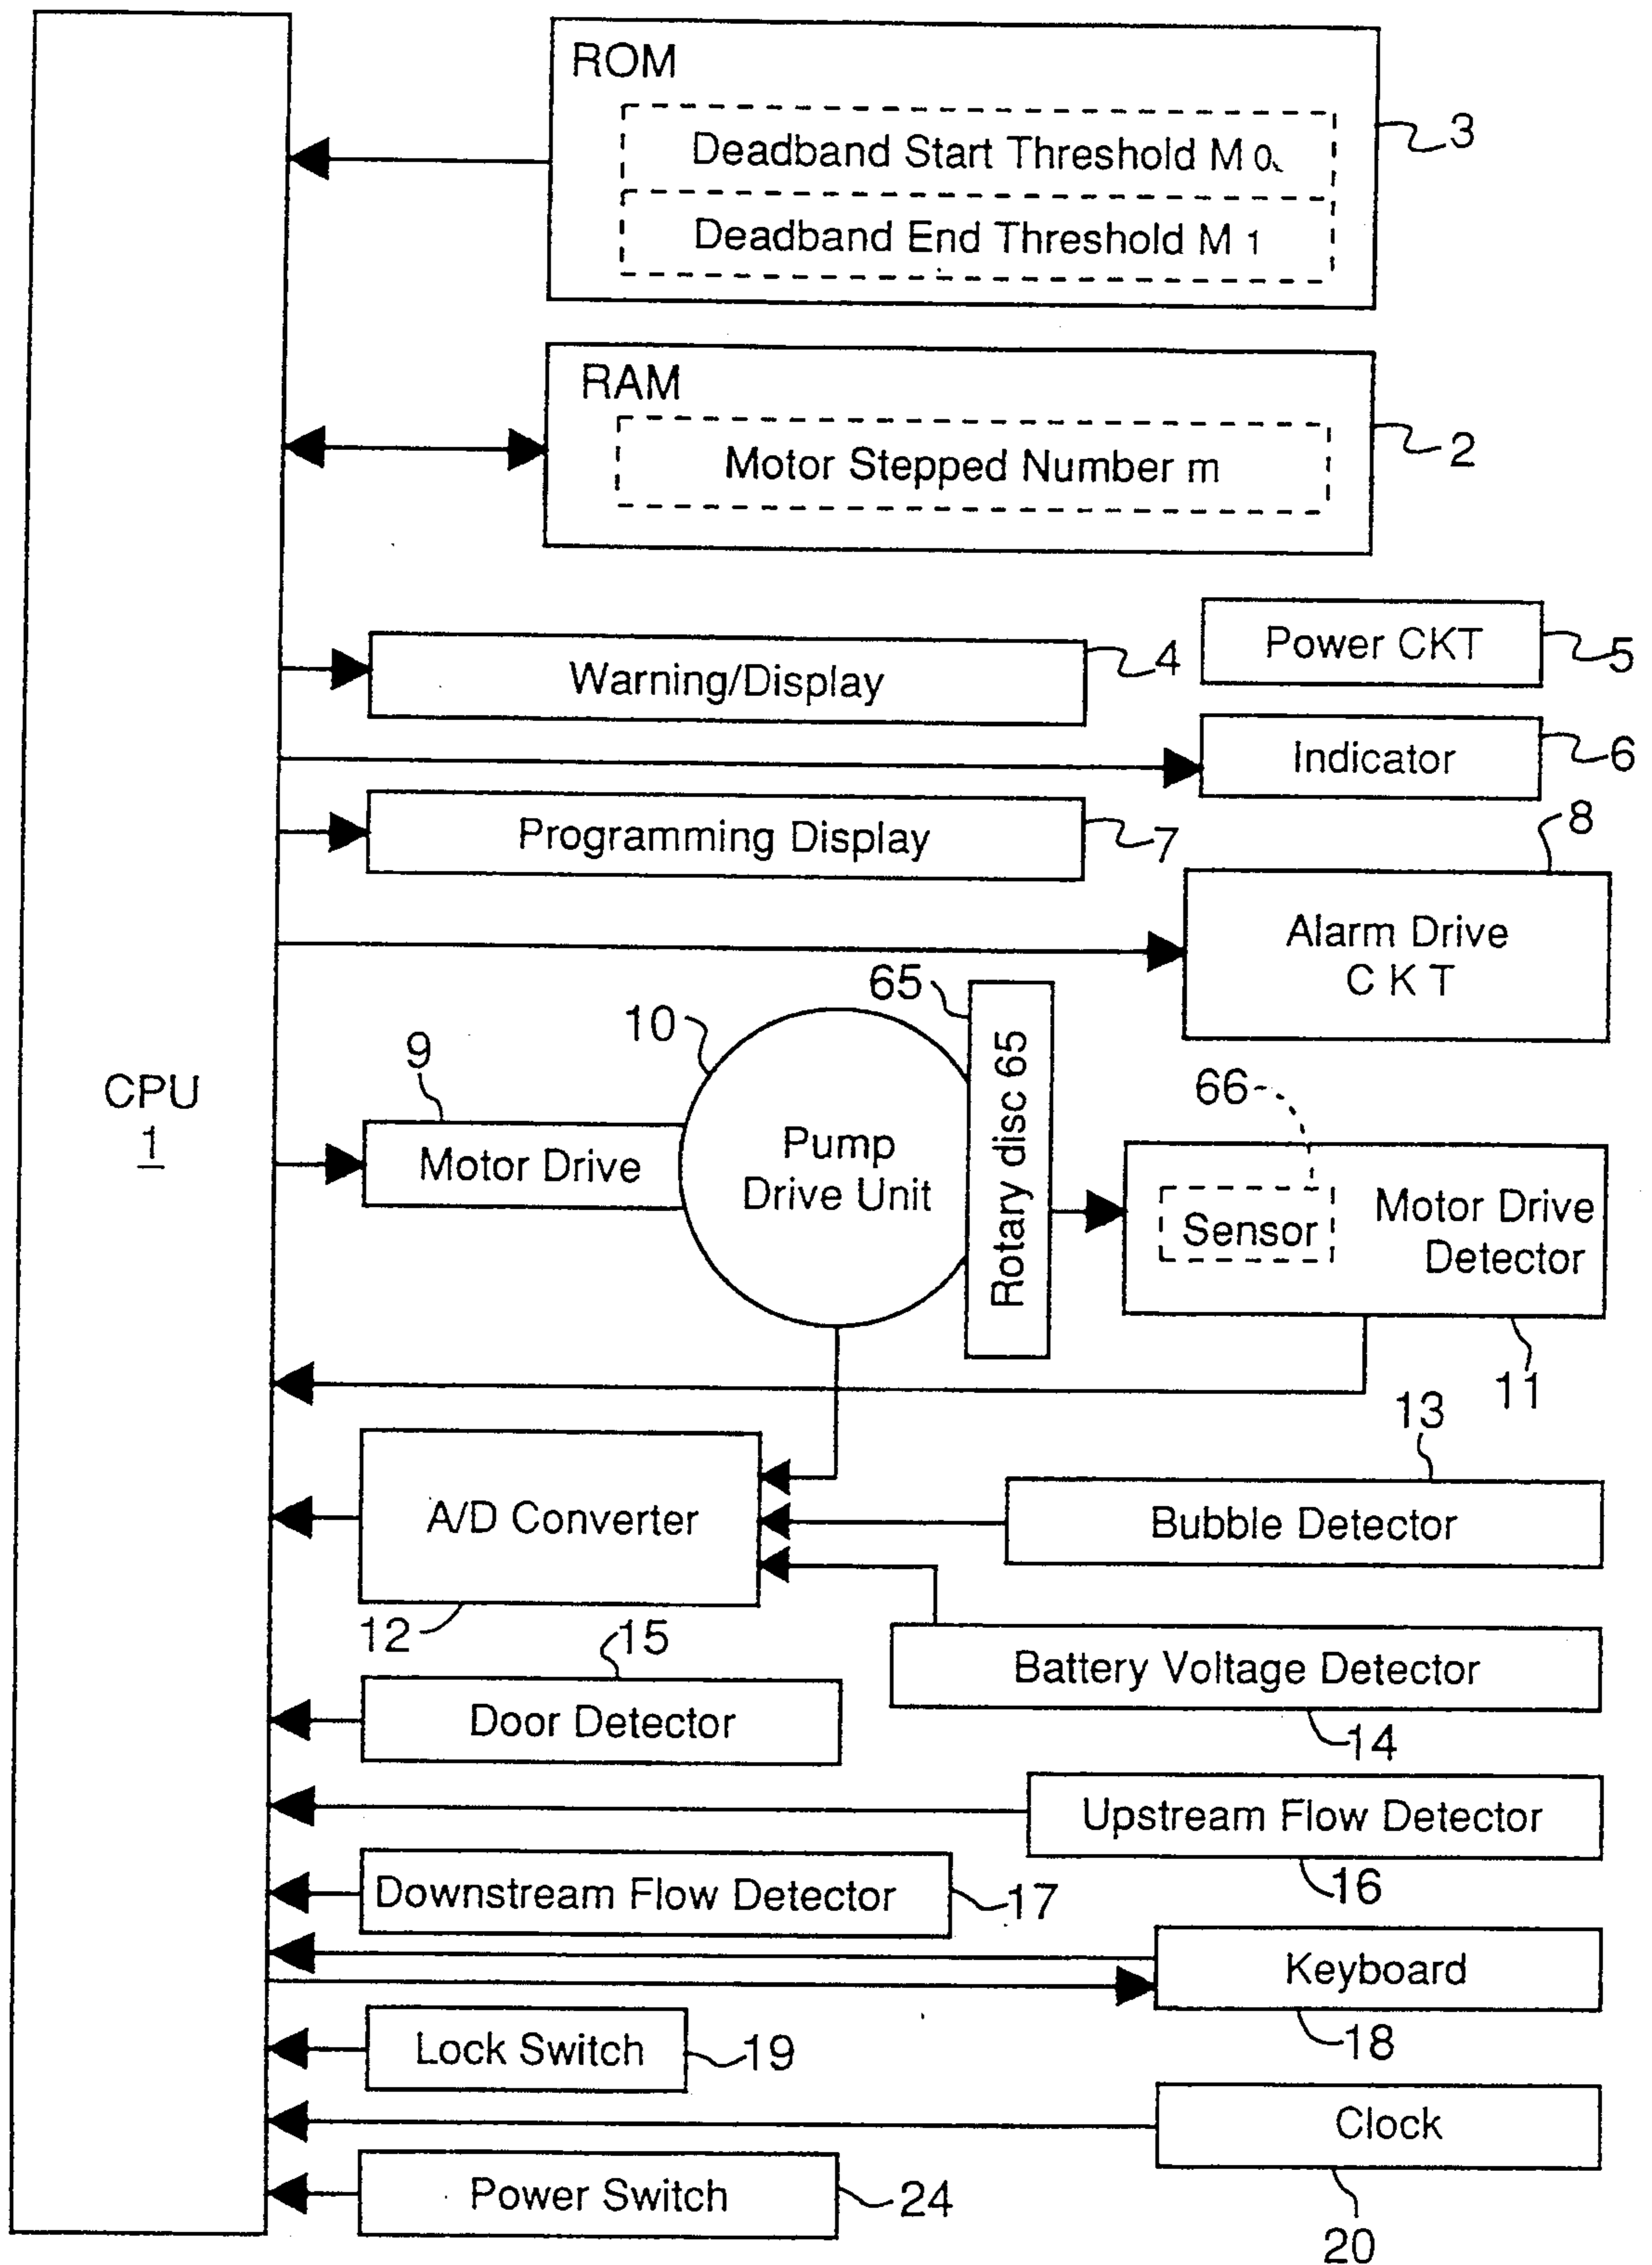 ROM
3
Deadband Start Threshold M 0
Deadband End Threshold M 1
RAM
2
Motor Stepped Number m
Power CKT
5
Warning/Display
4
Indicator
6
Programming Display
7
8
Alarm Drive
C K T
65
10
9
CPU
1
Motor Drive
Pump
Drive Unit
Rotary disc 65
66
Sensor
Motor Drive
Detector
11
13
A/D Converter
Bubble Detector
12
15
Battery Voltage Detector
14
Door Detector
Upstream Flow Detector
16
Downstream Flow Detector
17
Keyboard
18
Lock Switch
19
Clock
20
Power Switch
24